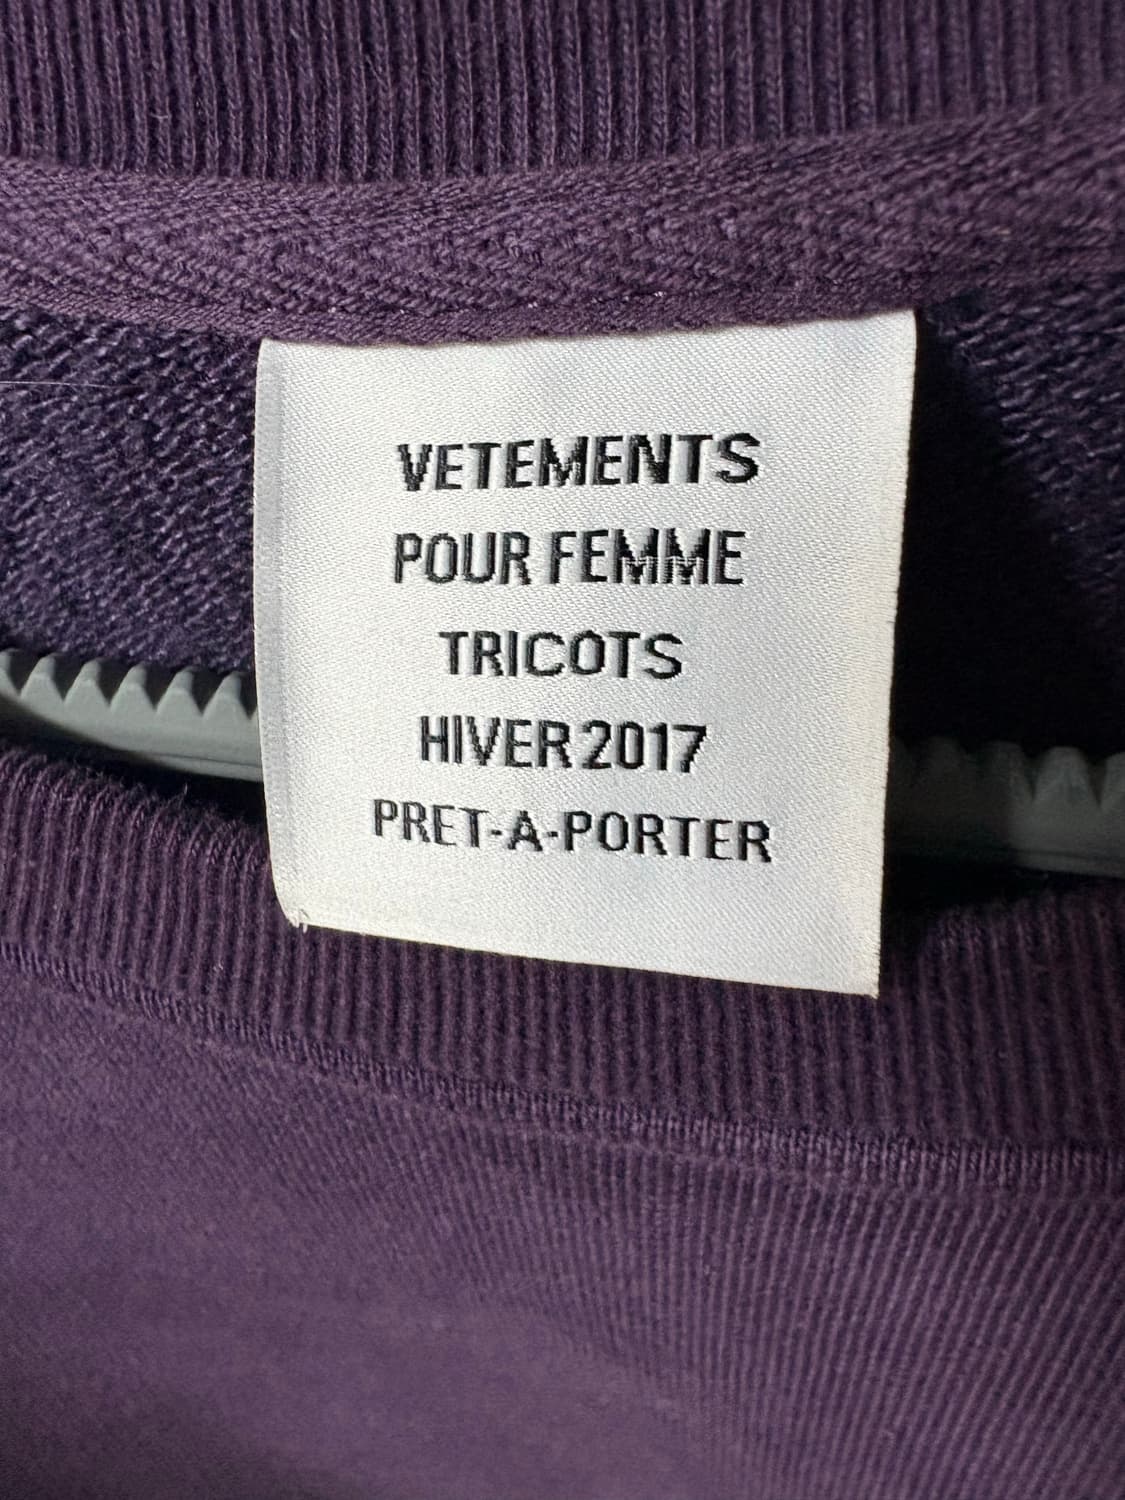 VETEMENTS
POUR FEMME
TRICOTS
HIVER 2017
PRET-A-PORTER